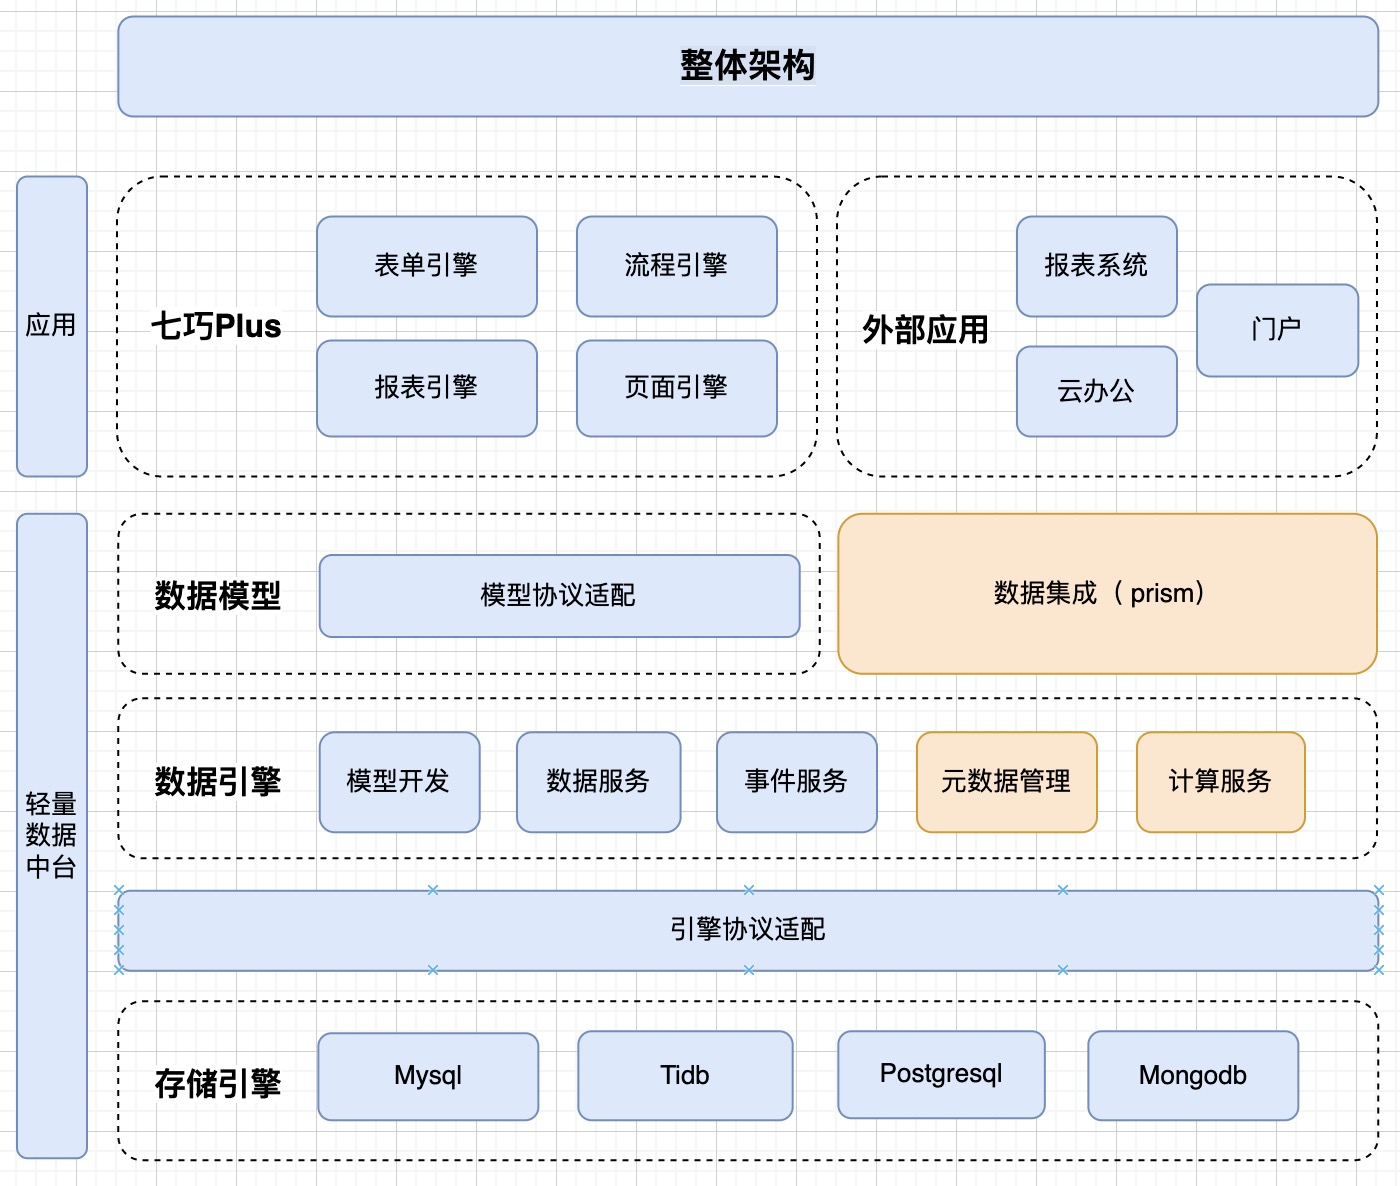 整体架构
应用
七巧Plus
表单引擎
流程引擎
报表引擎
页面引擎
外部应用
报表系统
门户
云办公
轻量
数据
中台
数据模型
模型协议适配
数据集成（ prism）
数据引擎
模型开发
数据服务
事件服务
元数据管理
计算服务
引擎协议适配
存储引擎
Mysql
Tidb
Postgresql
Mongodb